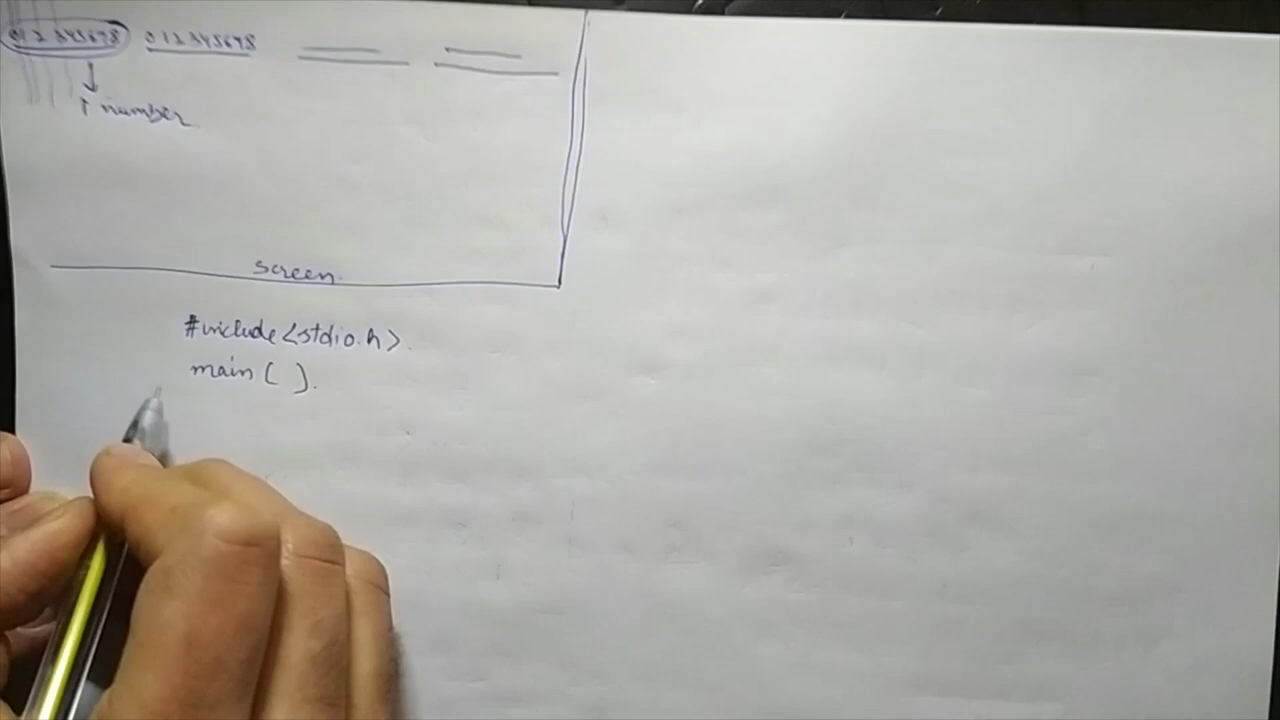 012345678 012345678
1 number
screen
#include<stdio.h>
main( ).